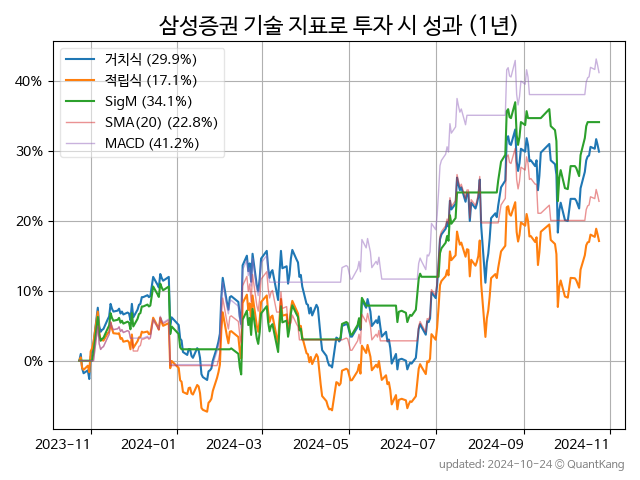 삼성증권 기술 지표로 투자 시 성과 (1년)
거치식 (29.9%)
적립식 (17.1%)
SigM (34.1%)
SMA(20) (22.8%)
MACD (41.2%)
40%
30%
20%
10%
0%
2023-11 2024-01 2024-03 2024-05 2024-07 2024-09 2024-11
updated: 2024-10-24 © QuantKang